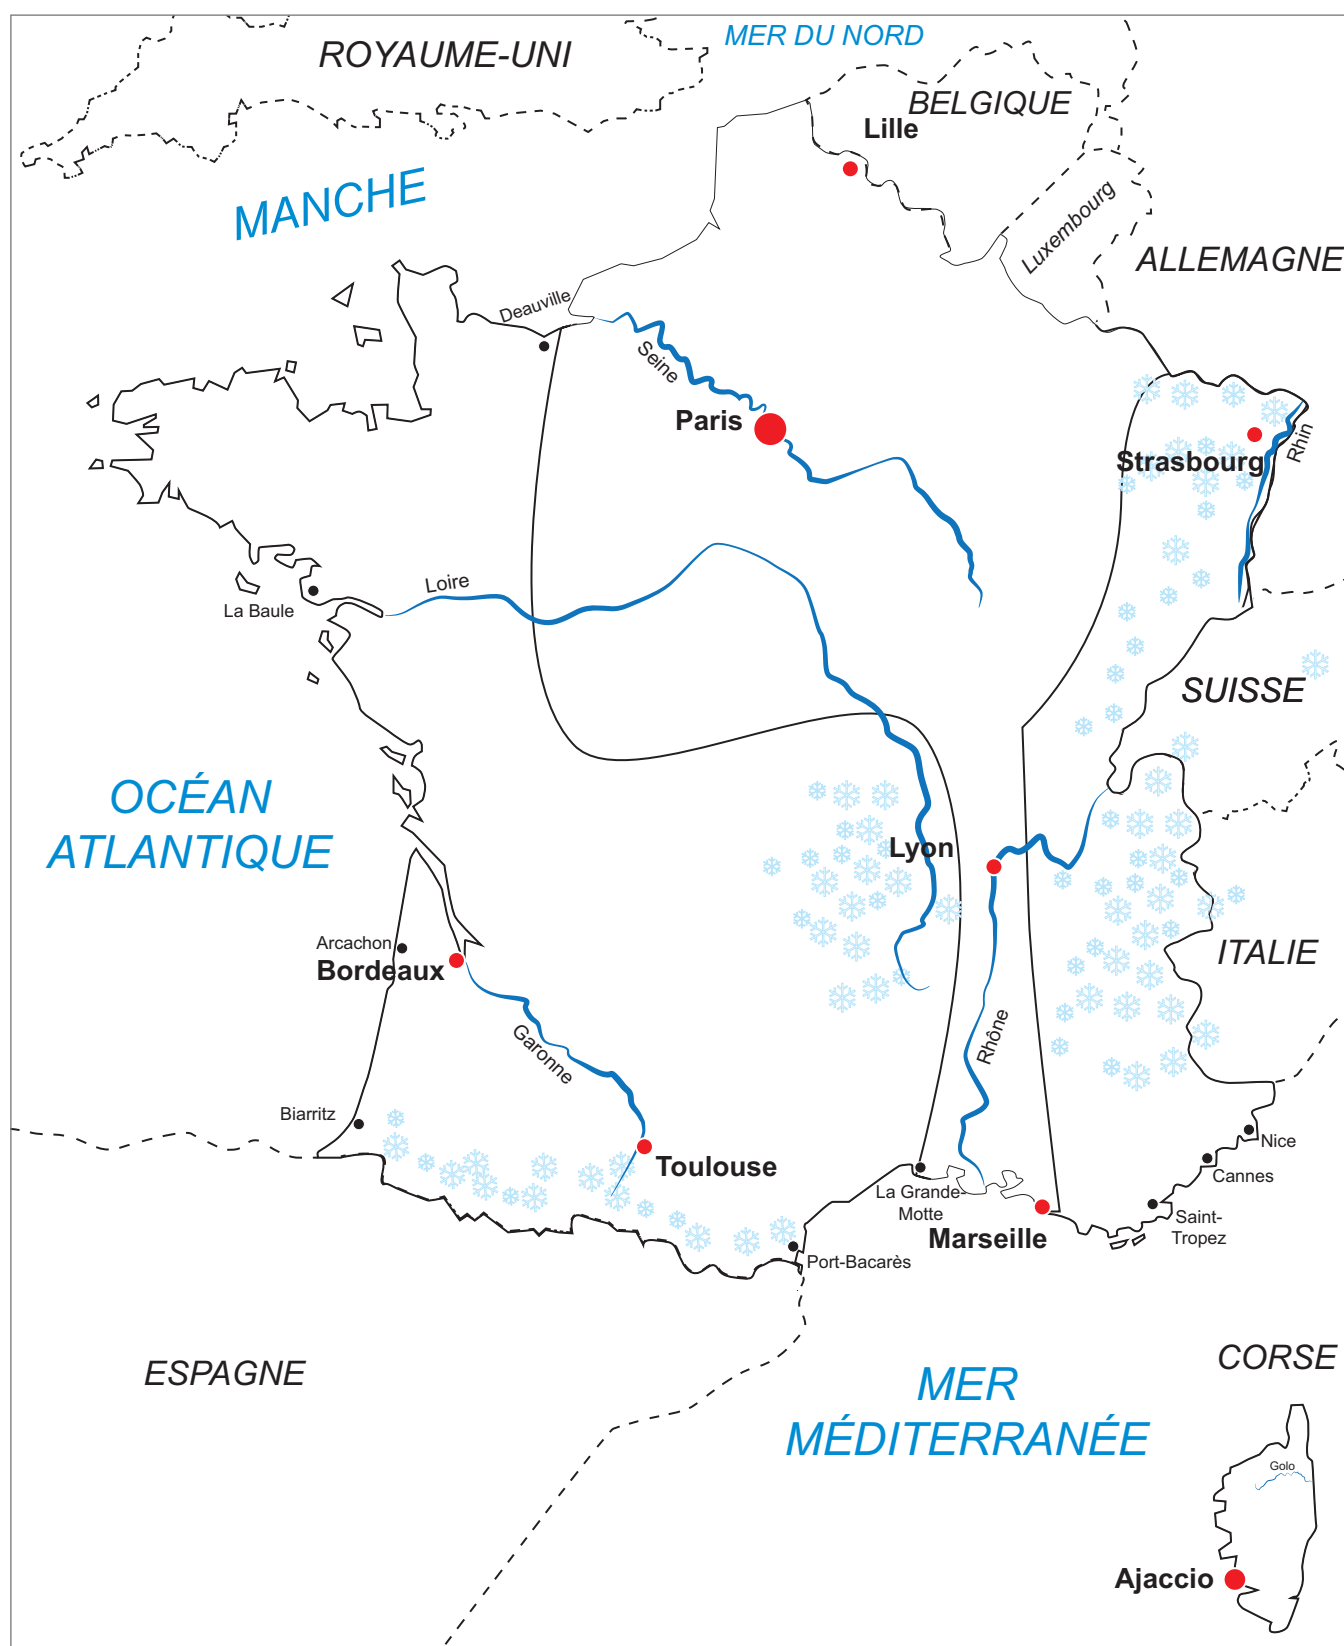 ROYAUME-UNI
MER DU NORD
BELGIQUE
Lille
MANCHE
Luxembourg
ALLEMAGNE
Deauville
Seine
Paris
Strasbourg
Rhin
Loire
La Baule
SUISSE
OCÉAN
ATLANTIQUE
Lyon
Arcachon
Bordeaux
ITALIE
Garonne
Rhône
Biarritz
Toulouse
Nice
Cannes
La Grande-
Motte
Saint-
Tropez
Marseille
Port-Bacarès
ESPAGNE
CORSE
MER
MÉDITERRANÉE
Golo
Ajaccio